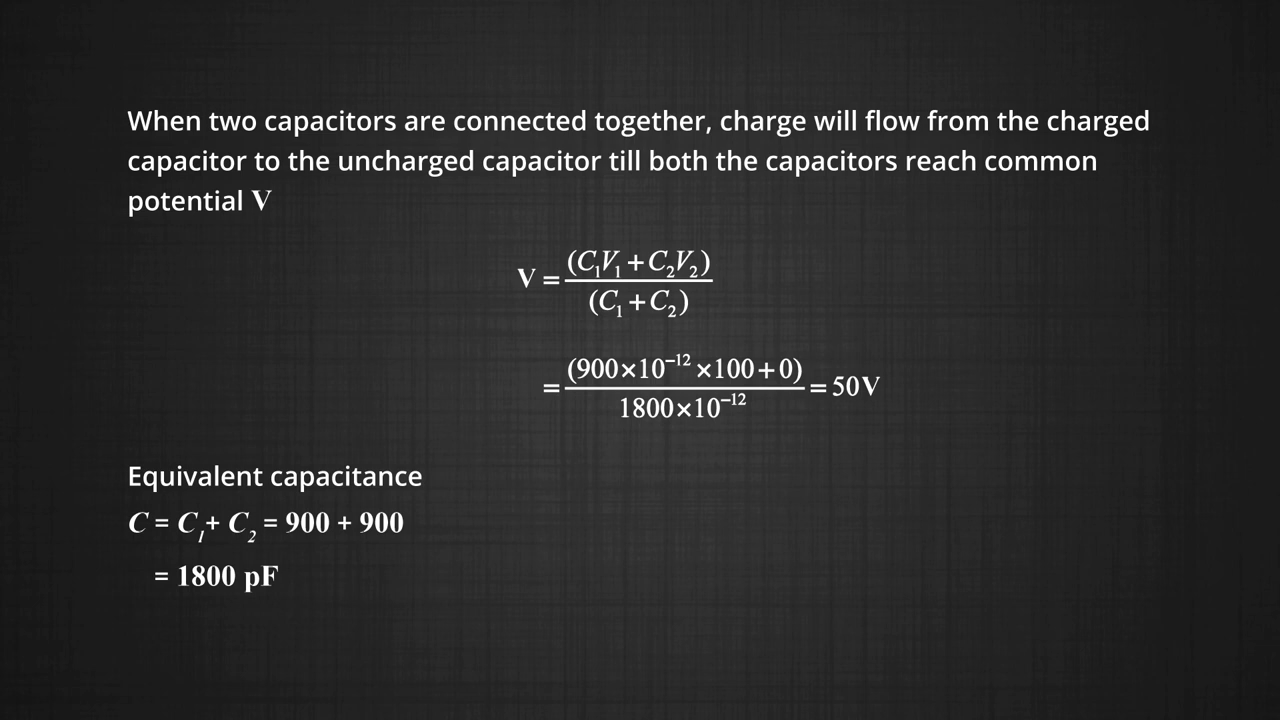 When two capacitors are connected together, charge will flow from the charged
capacitor to the uncharged capacitor till both the capacitors reach common
potential V
V = (C₁V₁ + C₂V₂) / (C₁ + C₂)
= (900×10⁻¹² ×100 + 0) / 1800×10⁻¹² = 50V
Equivalent capacitance
C = C₁ + C₂ = 900 + 900
= 1800 pF